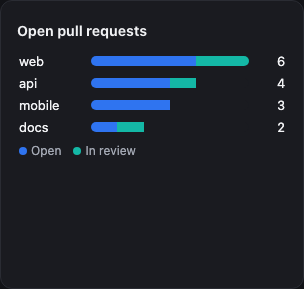 Open pull requests
web 6
api 4
mobile 3
docs 2
Open In review